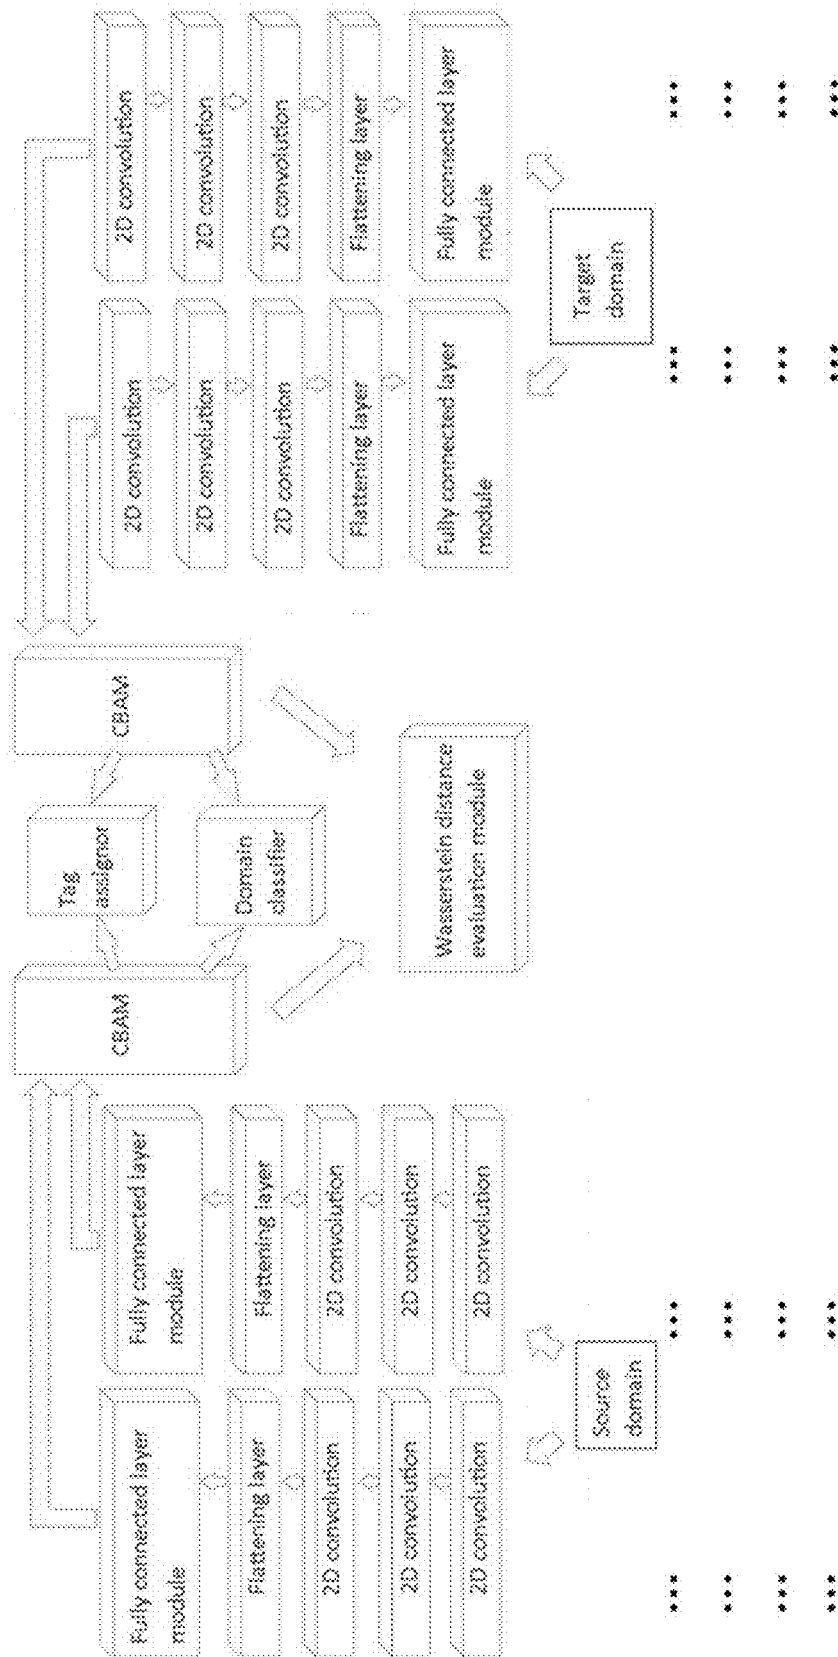 Fully connected layer
module
Flattening layer
2D convolution
2D convolution
2D convolution
Fully connected layer
module
Flattening layer
2D convolution
2D convolution
2D convolution
Source
domain
CBAM
Tag
assignor
Domain
classifier
CBAM
Wasserstein distance
evaluation module
2D convolution
2D convolution
2D convolution
Flattening layer
Fully connected layer
module
2D convolution
2D convolution
2D convolution
Flattening layer
Fully connected layer
module
Target
domain